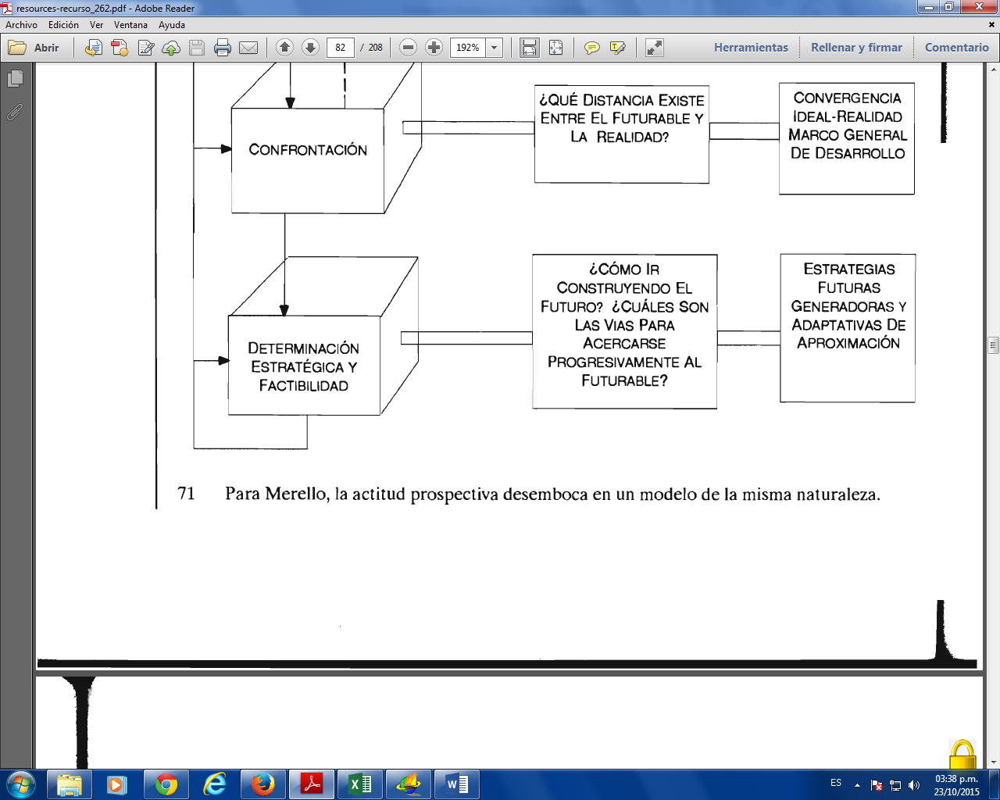 resources-recurso_262.pdf - Adobe Reader
Archivo Edición Ver Ventana Ayuda
Abrir 82 / 208 192% Herramientas Rellenar y firmar Comentario
CONFRONTACIÓN
¿QUÉ DISTANCIA EXISTE
ENTRE EL FUTURABLE Y
LA REALIDAD?
CONVERGENCIA
IDEAL-REALIDAD
MARCO GENERAL
DE DESARROLLO
DETERMINACIÓN
ESTRATÉGICA Y
FACTIBILIDAD
¿CÓMO IR
CONSTRUYENDO EL
FUTURO? ¿CUÁLES SON
LAS VIAS PARA
ACERCARSE
PROGRESIVAMENTE AL
FUTURABLE?
ESTRATEGIAS
FUTURAS
GENERADORAS Y
ADAPTATIVAS DE
APROXIMACIÓN
71 Para Merello, la actitud prospectiva desemboca en un modelo de la misma naturaleza.
ES
03:38 p.m.
23/10/2015